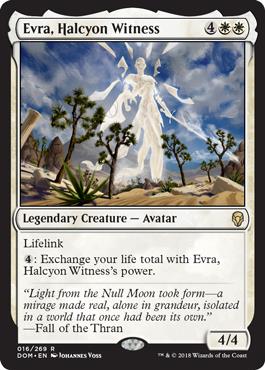 Evra, Halcyon Witness 4
Legendary Creature — Avatar
Lifelink
4: Exchange your life total with Evra,
Halcyon Witness's power.
"Light from the Null Moon took form—a
mirage made real, alone in grandeur, isolated
in a world that once had been its own."
—Fall of the Thran
4/4
016/269 R
DOM • EN Johannes Voss
™ & © 2018 Wizards of the Coast